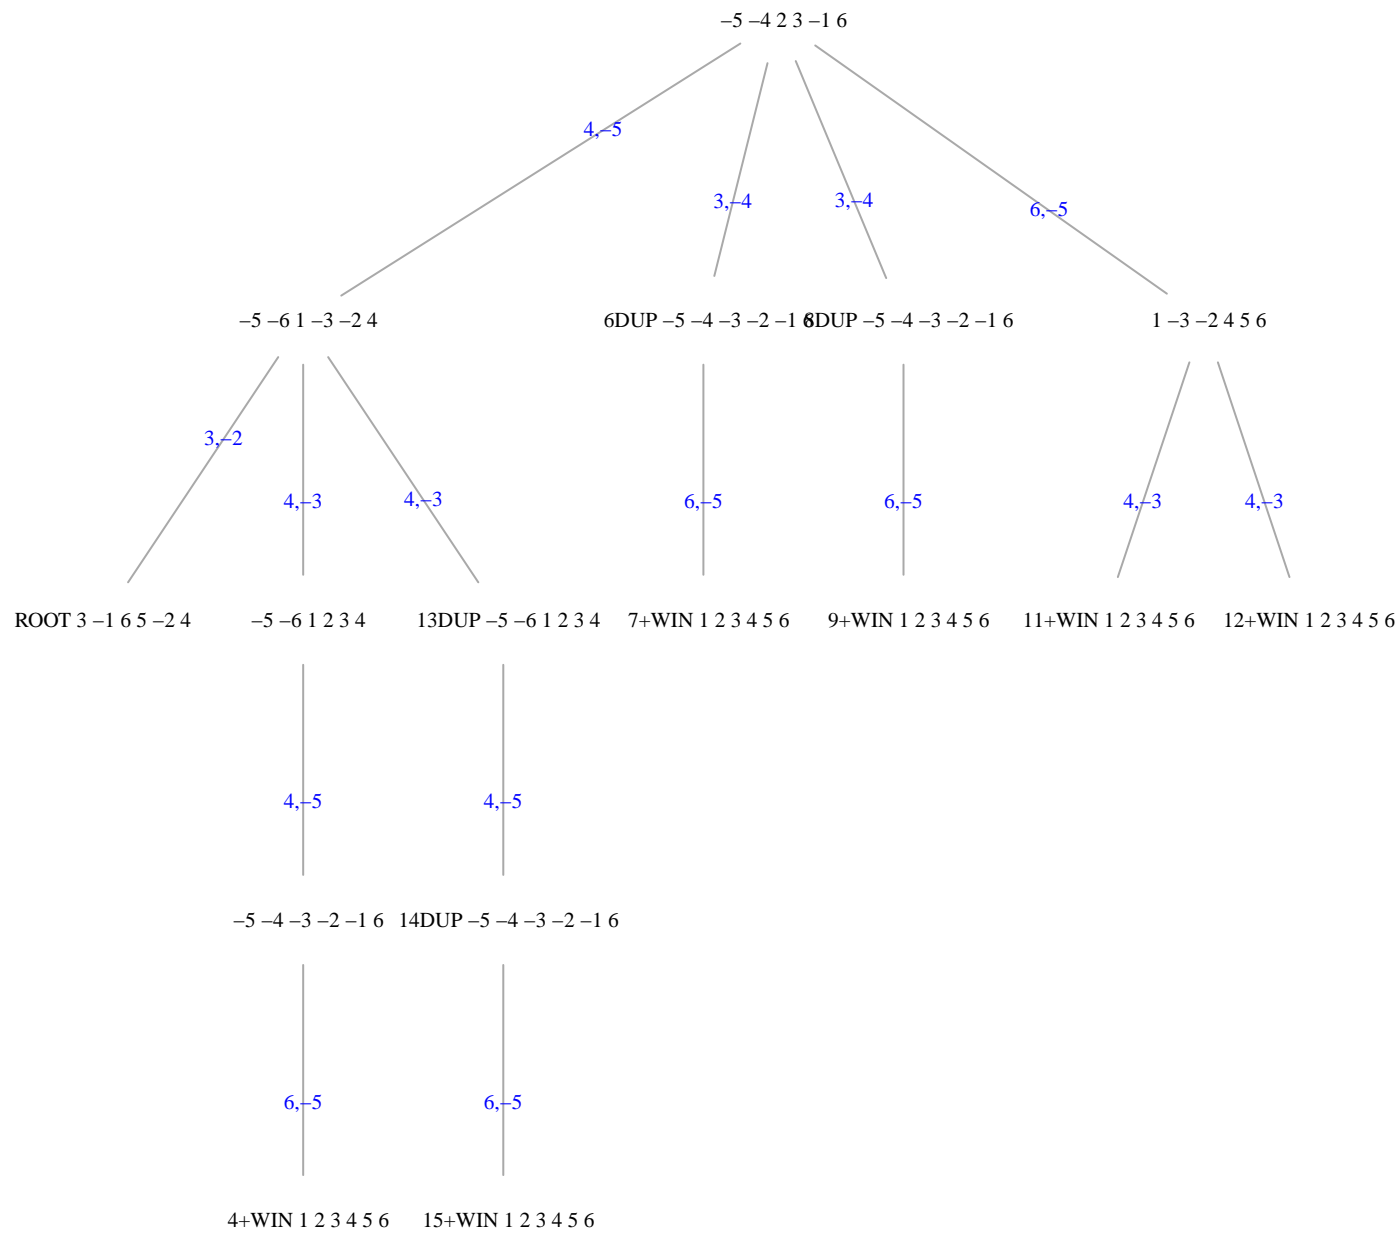 −5 −4 2 3 −1 6
4,−5
3,−4
3,−4
6,−5
−5 −6 1 −3 −2 4
6DUP −5 −4 −3 −2 −1 6
8DUP −5 −4 −3 −2 −1 6
1 −3 −2 4 5 6
3,−2
4,−3
4,−3
6,−5
6,−5
4,−3
4,−3
ROOT 3 −1 6 5 −2 4
−5 −6 1 2 3 4
13DUP −5 −6 1 2 3 4
7+WIN 1 2 3 4 5 6
9+WIN 1 2 3 4 5 6
11+WIN 1 2 3 4 5 6
12+WIN 1 2 3 4 5 6
4,−5
4,−5
−5 −4 −3 −2 −1 6
14DUP −5 −4 −3 −2 −1 6
6,−5
6,−5
4+WIN 1 2 3 4 5 6
15+WIN 1 2 3 4 5 6